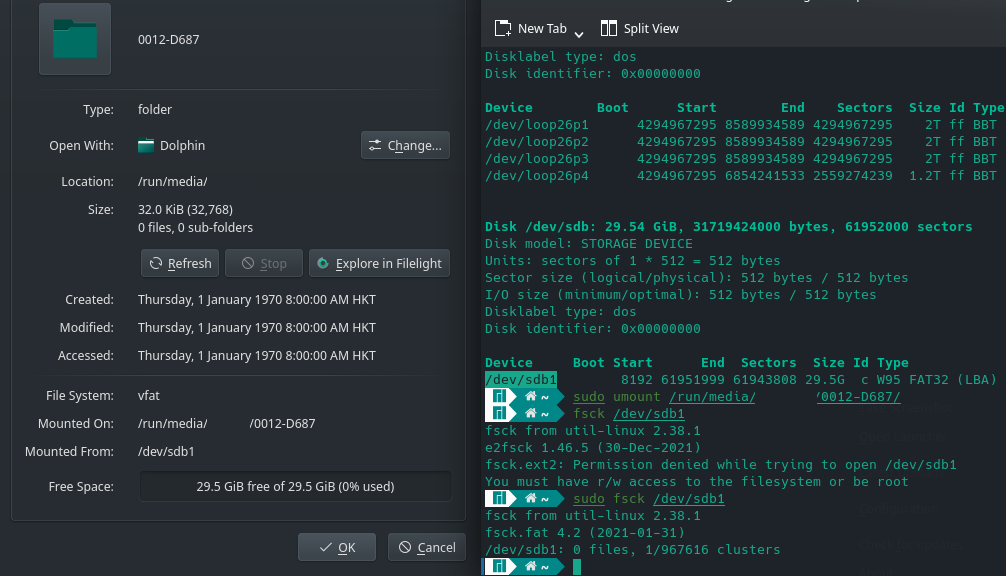 0012-D687
Type: folder
Open With: Dolphin Change...
Location: /run/media/
Size: 32.0 KiB (32,768)
0 files, 0 sub-folders
Refresh Stop Explore in Filelight
Created: Thursday, 1 January 1970 8:00:00 AM HKT
Modified: Thursday, 1 January 1970 8:00:00 AM HKT
Accessed: Thursday, 1 January 1970 8:00:00 AM HKT
File System: vfat
Mounted On: /run/media/ /0012-D687
Mounted From: /dev/sdb1
Free Space: 29.5 GiB free of 29.5 GiB (0% used)
OK Cancel
New Tab Split View
Disklabel type: dos
Disk identifier: 0x00000000
Device Boot Start End Sectors Size Id Type
/dev/loop26p1 4294967295 8589934589 4294967295 2T ff BBT
/dev/loop26p2 4294967295 8589934589 4294967295 2T ff BBT
/dev/loop26p3 4294967295 8589934589 4294967295 2T ff BBT
/dev/loop26p4 4294967295 6854241533 2559274239 1.2T ff BBT
Disk /dev/sdb: 29.54 GiB, 31719424000 bytes, 61952000 sectors
Disk model: STORAGE DEVICE
Units: sectors of 1 * 512 = 512 bytes
Sector size (logical/physical): 512 bytes / 512 bytes
I/O size (minimum/optimal): 512 bytes / 512 bytes
Disklabel type: dos
Disk identifier: 0x00000000
Device Boot Start End Sectors Size Id Type
/dev/sdb1 8192 61951999 61943808 29.5G c W95 FAT32 (LBA)
~ sudo umount /run/media/ /0012-D687/
~ fsck /dev/sdb1
fsck from util-linux 2.38.1
e2fsck 1.46.5 (30-Dec-2021)
fsck.ext2: Permission denied while trying to open /dev/sdb1
You must have r/w access to the filesystem or be root
~ sudo fsck /dev/sdb1
fsck from util-linux 2.38.1
fsck.fat 4.2 (2021-01-31)
/dev/sdb1: 0 files, 1/967616 clusters
~